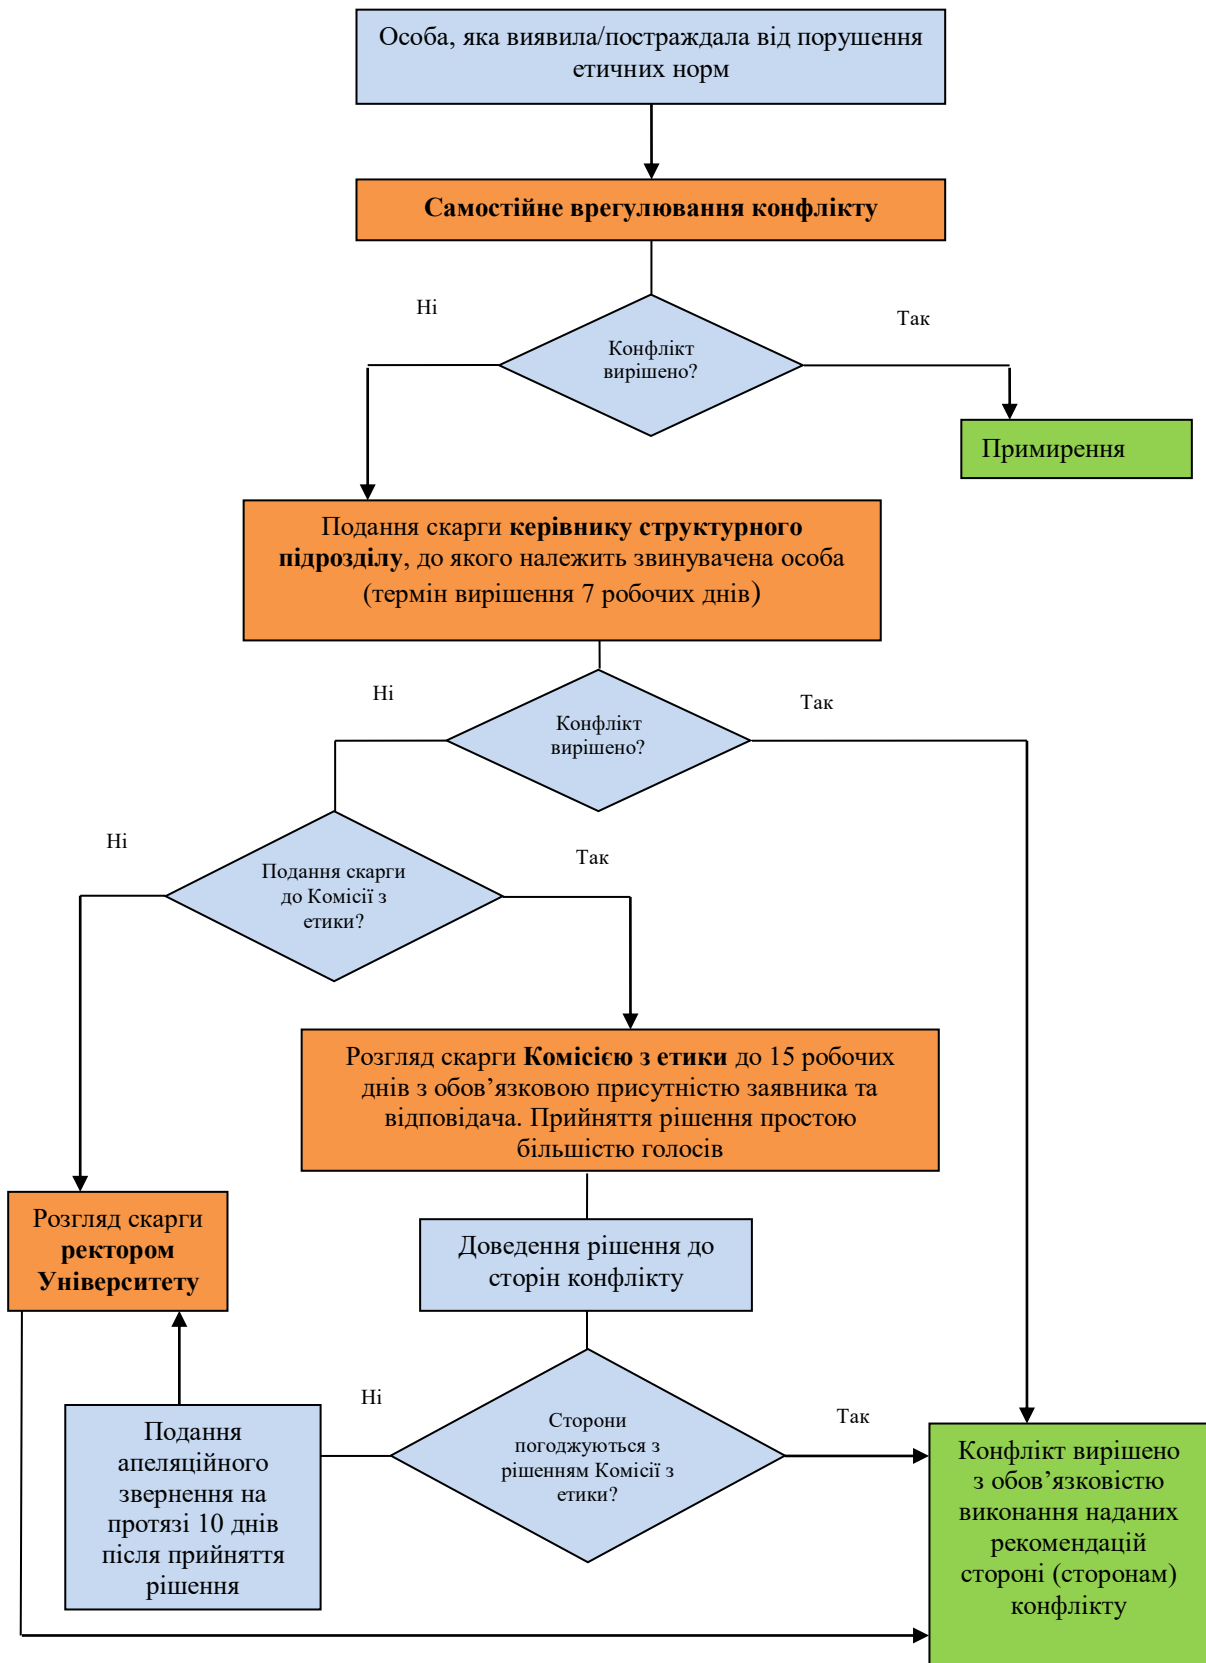 Особа, яка виявила/постраждала від порушення
етичних норм
Самостійне врегулювання конфлікту
Ні
Так
Конфлікт
вирішено?
Примирення
Подання скарги керівнику структурного
підрозділу, до якого належить звинувачена особа
(термін вирішення 7 робочих днів)
Ні
Так
Конфлікт
вирішено?
Ні
Так
Подання скарги
до Комісії з
етики?
Розгляд скарги Комісією з етики до 15 робочих
днів з обов’язковою присутністю заявника та
відповідача. Прийняття рішення простою
більшістю голосів
Розгляд скарги
ректором
Університету
Доведення рішення до
сторін конфлікту
Ні
Так
Подання
апеляційного
звернення на
протязі 10 днів
після прийняття
рішення
Сторони
погоджуються з
рішенням Комісії з
етики?
Конфлікт вирішено
з обов’язковістю
виконання наданих
рекомендацій
стороні (сторонам)
конфлікту